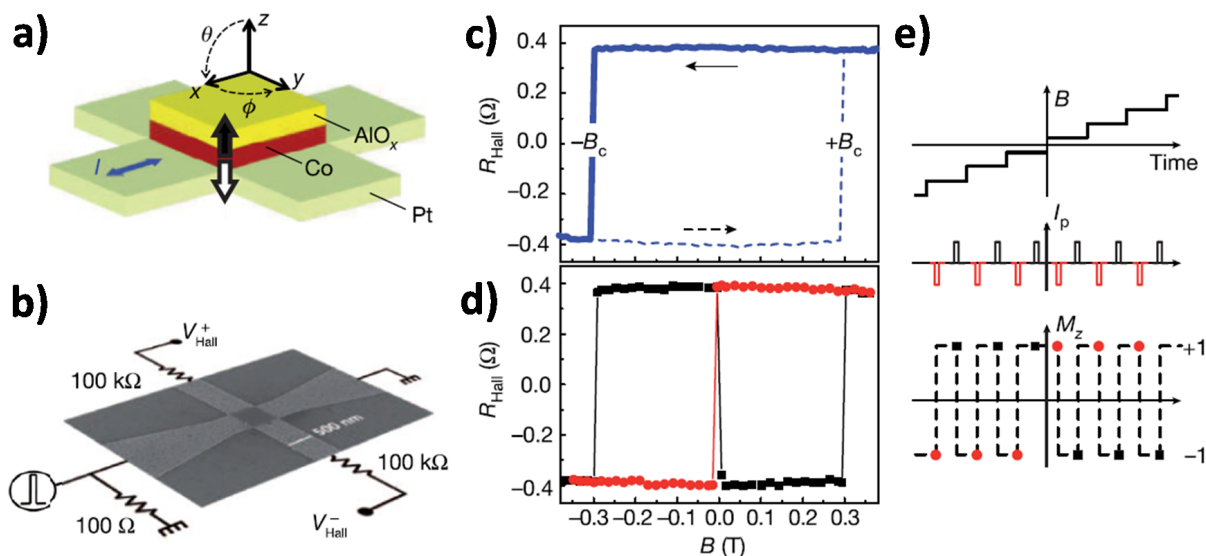 a)
z
θ
x
y
ϕ
AlOx
Co
Pt
I
b)
V+Hall
100 kΩ
500 nm
100 kΩ
100 Ω
V−Hall
c)
RHall (Ω)
0.4
0.2
0.0
−0.2
−0.4
−Bc
+Bc
d)
RHall (Ω)
0.4
0.2
0.0
−0.2
−0.4
−0.3 −0.2 −0.1 0.0 0.1 0.2 0.3
B (T)
e)
B
Time
Ip
Mz
+1
−1